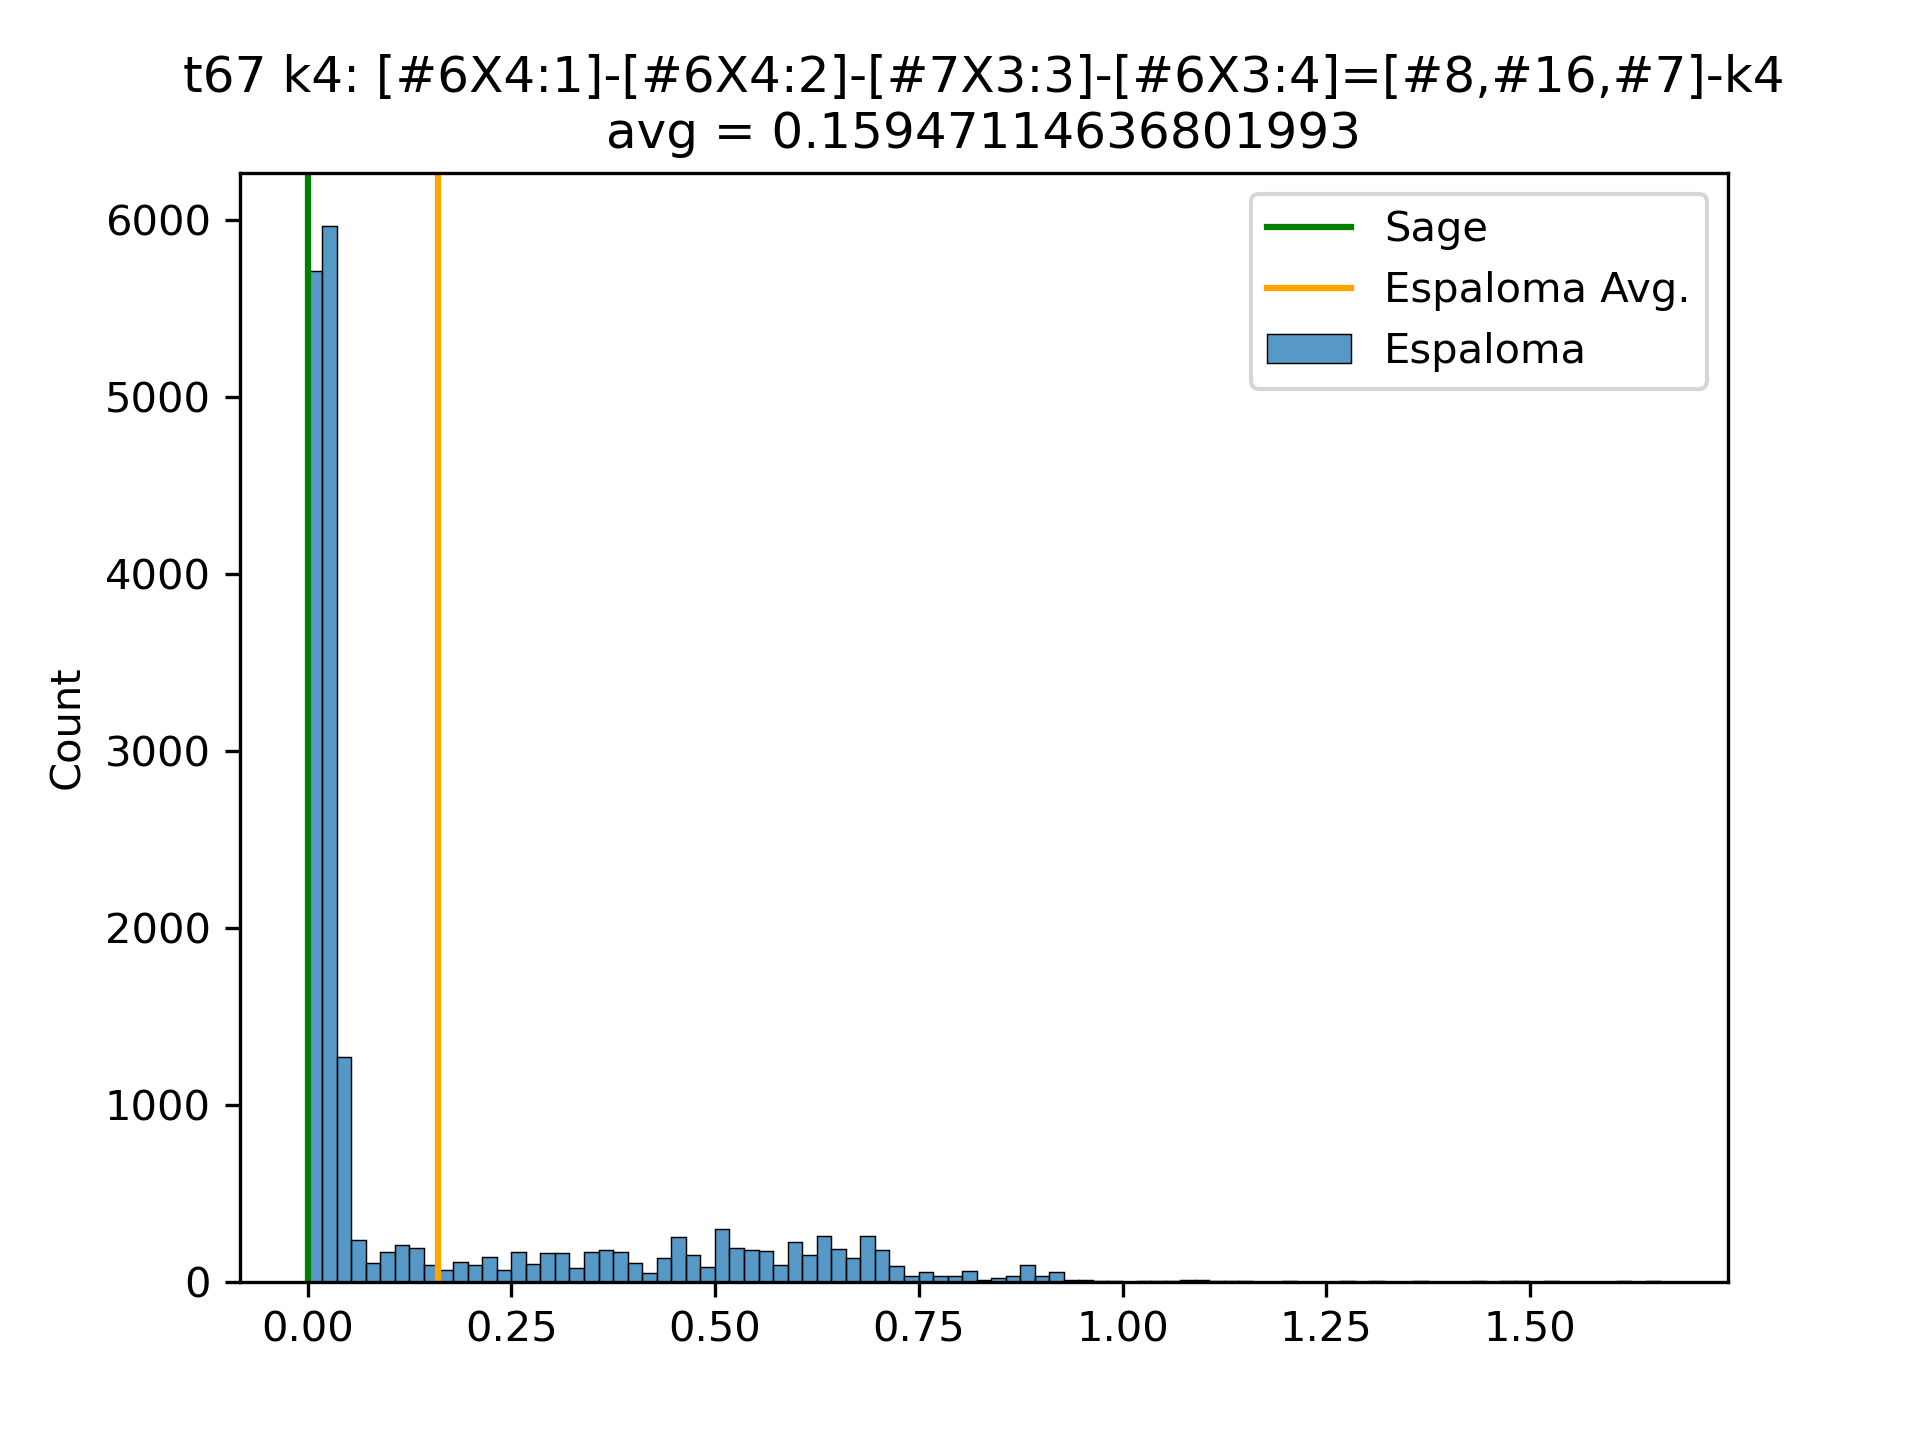 t67 k4: [#6X4:1]-[#6X4:2]-[#7X3:3]-[#6X3:4]=[#8,#16,#7]-k4
avg = 0.15947114636801993
Sage
Espaloma Avg.
Espaloma
Count
6000
5000
4000
3000
2000
1000
0
0.00 0.25 0.50 0.75 1.00 1.25 1.50